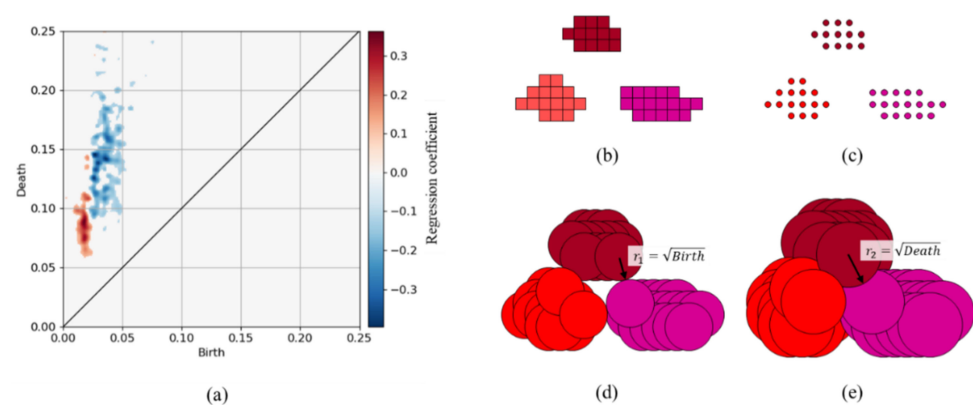 0.25
0.20
0.15
0.10
0.05
0.00
Death
0.00
0.05
0.10
0.15
0.20
0.25
Birth
0.3
0.2
0.1
0.0
−0.1
−0.2
−0.3
Regression coefficient
(a)
(b)
(c)
r₁ = √Birth
(d)
r₂ = √Death
(e)